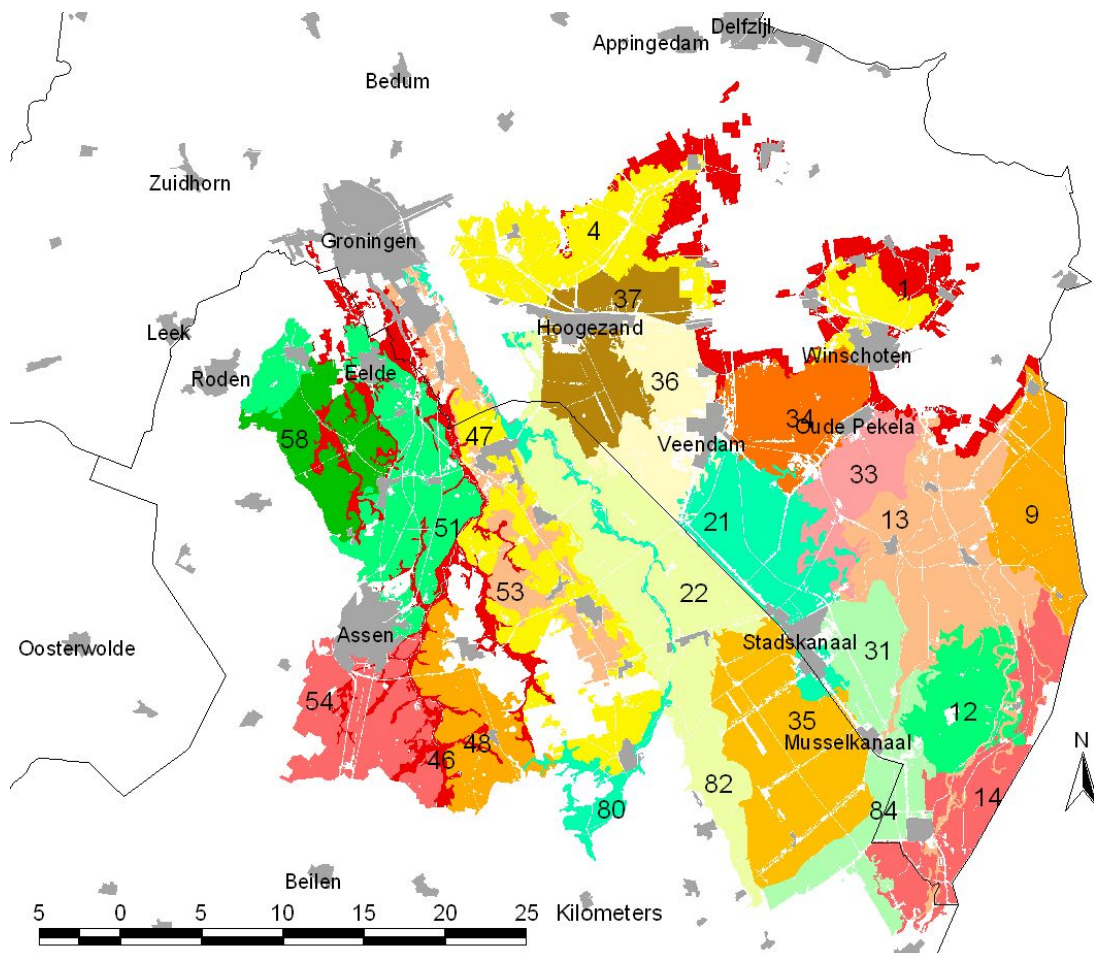 Delfzijl
Appingedam
Bedum
Zuidhorn
4
Groningen
1
37
Leek
Hoogezand
Winschoten
Roden
Eelde
36
34
Oude Pekela
58
47
Veendam
33
51
21
13
9
53
22
Assen
Stadskanaal
Oosterwolde
31
54
12
35
48
Musselkanaal
46
N
82
14
80
84
Beilen
5 0 5 10 15 20 25 Kilometers